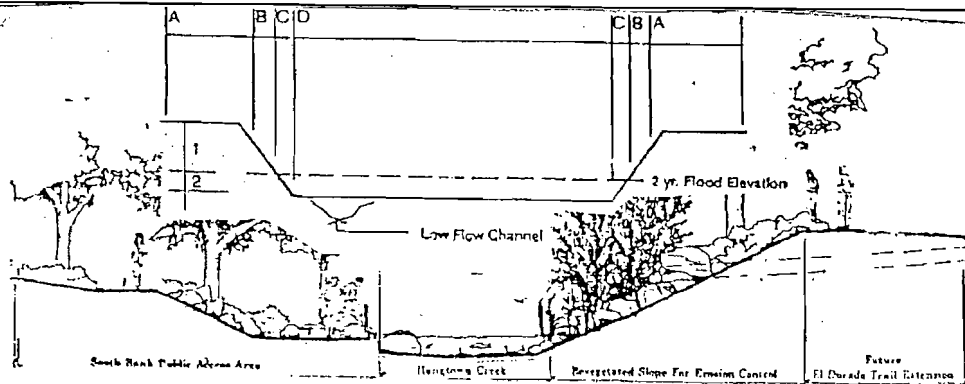 A B C D C B A
1
2
2 yr. Flood Elevation
Low Flow Channel
South Bank Public Access Area
Hangtown Creek
Revegetated Slope For Erosion Control
Future
El Dorado Trail Extension